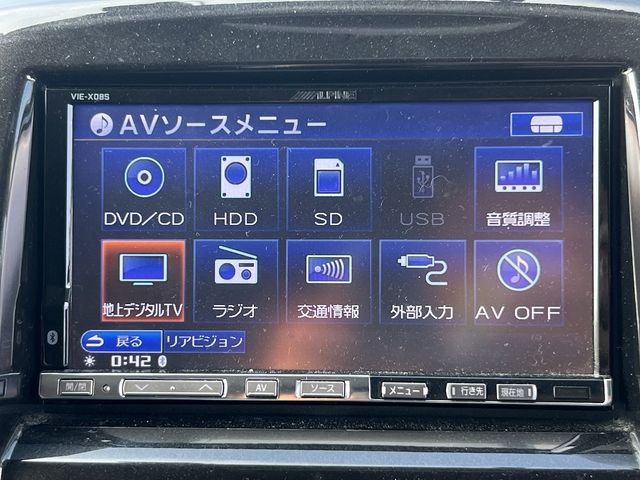 VIE-X08S
ALPINE
AVソースメニュー
DVD/CD HDD SD USB 音質調整
地上デジタルTV ラジオ 交通情報 外部入力 AV OFF
戻る リアビジョン
0:42
開/閉 AV ソース メニュー 行き先 現在地